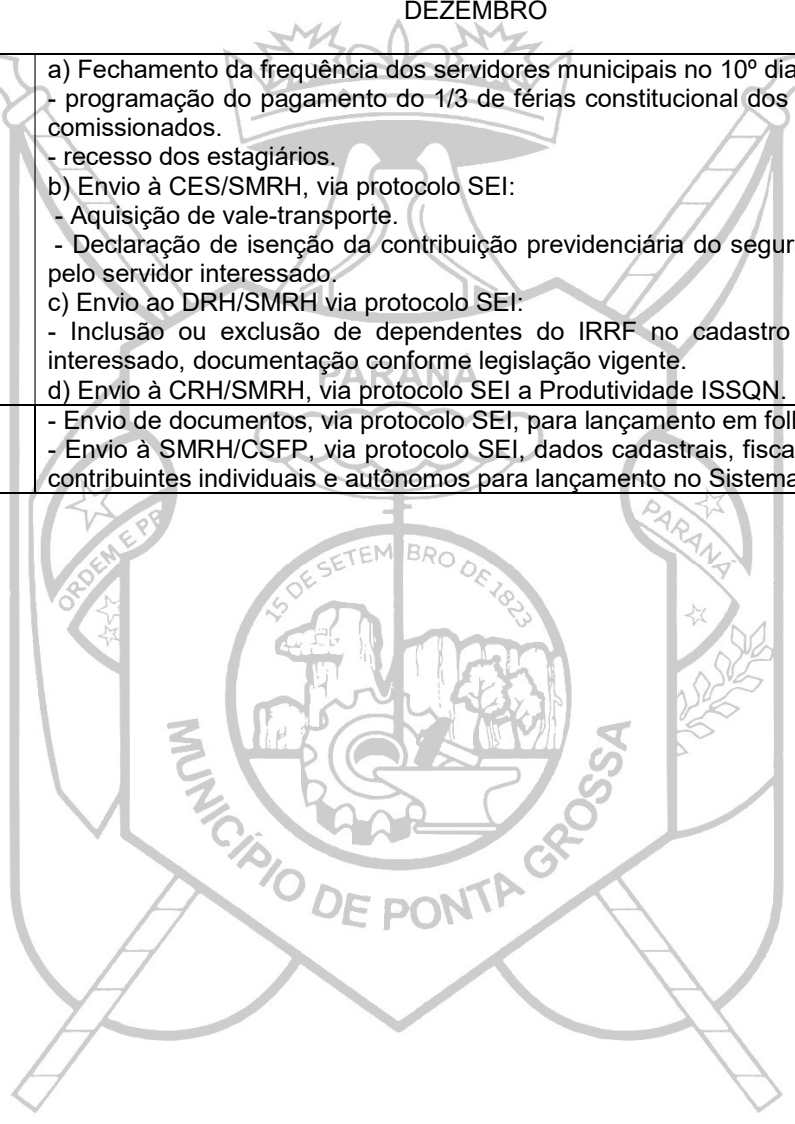 DEZEMBRO
a) Fechamento da frequência dos servidores municipais no 10º dia
- programação do pagamento do 1/3 de férias constitucional dos
comissionados.
- recesso dos estagiários.
b) Envio à CES/SMRH, via protocolo SEI:
- Aquisição de vale-transporte.
- Declaração de isenção da contribuição previdenciária do segur
pelo servidor interessado.
c) Envio ao DRH/SMRH via protocolo SEI:
- Inclusão ou exclusão de dependentes do IRRF no cadastro
interessado, documentação conforme legislação vigente.
PARANÁ
d) Envio à CRH/SMRH, via protocolo SEI a Produtividade ISSQN.
- Envio de documentos, via protocolo SEI, para lançamento em fol
- Envio à SMRH/CSFP, via protocolo SEI, dados cadastrais, fisca
contribuintes individuais e autônomos para lançamento no Sistema
ORDEM E PR
PARANÁ
15 DE SETEMBRO DE 1823
MUNICÍPIO DE PONTA GROSSA